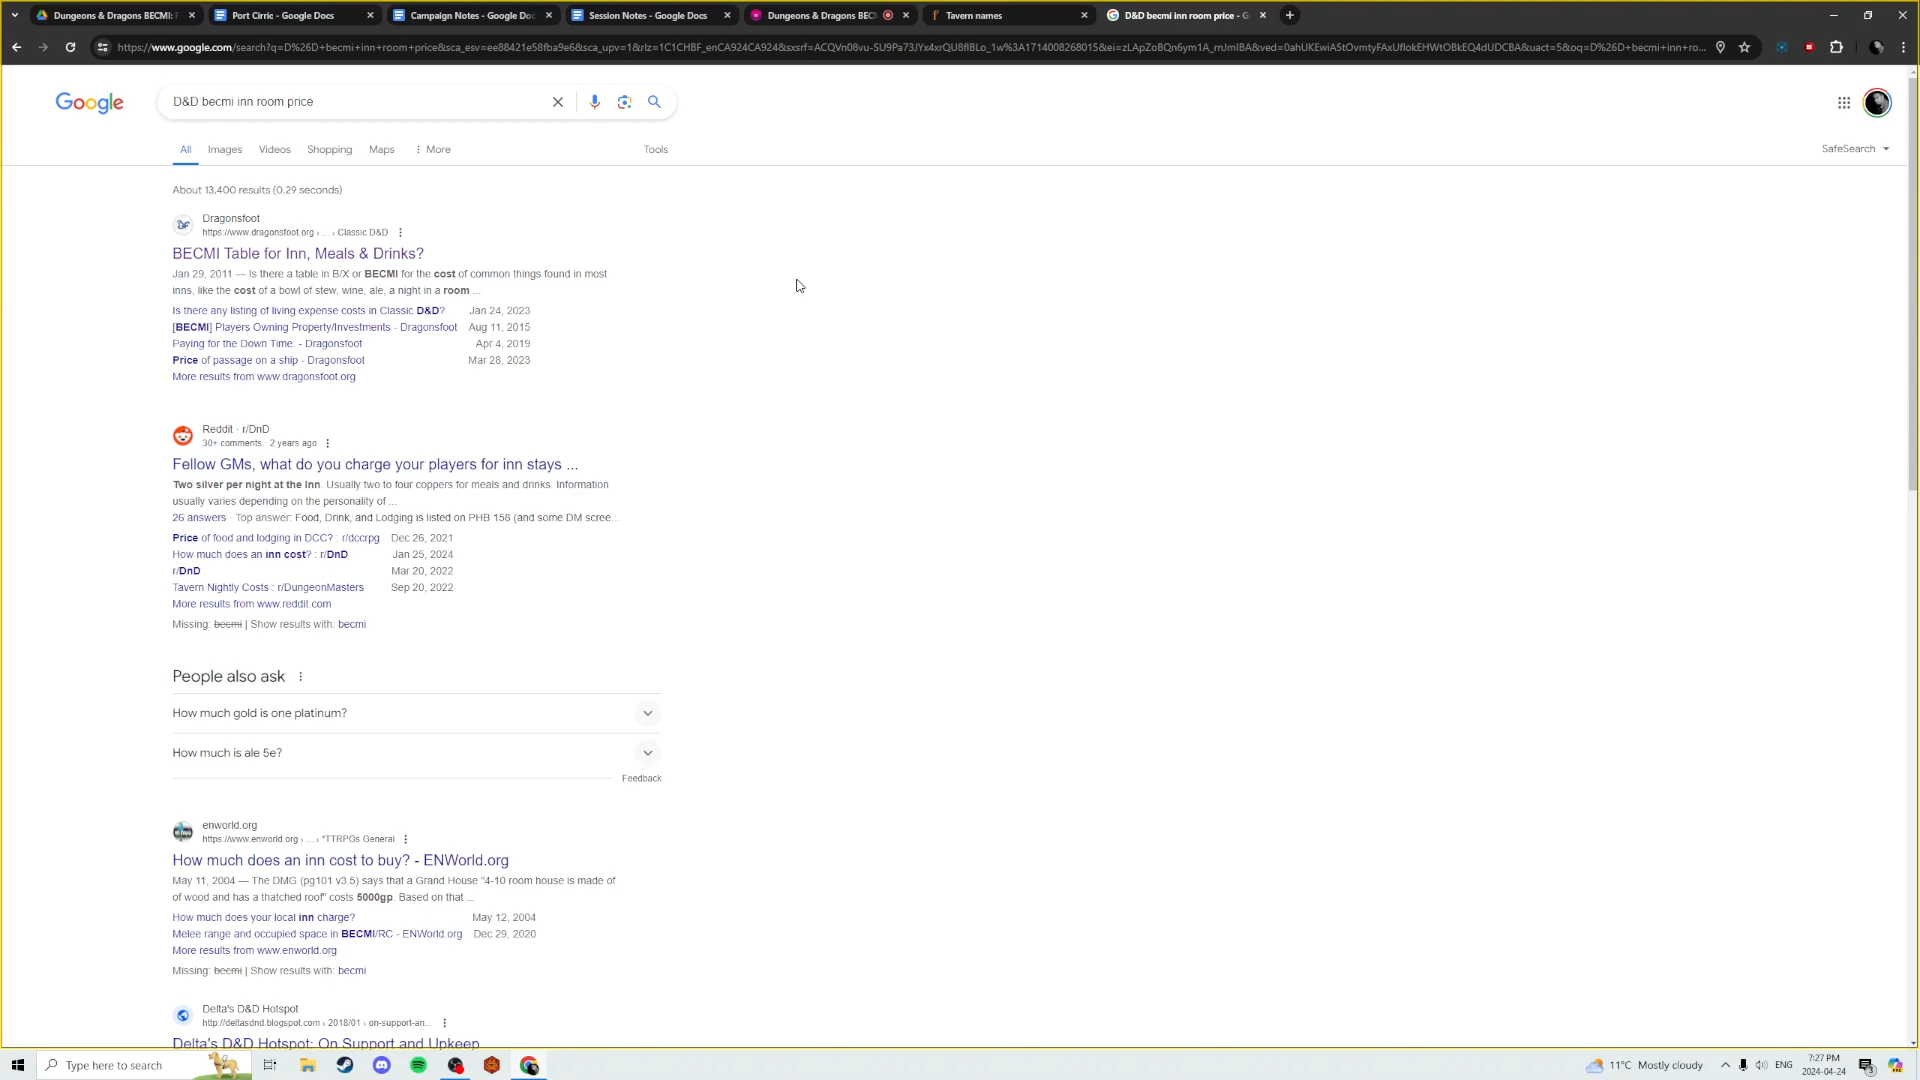 Dungeons & Dragons BECMI: F
Port Cirric - Google Docs
Campaign Notes - Google Doc
Session Notes - Google Docs
Dungeons & Dragons BEC
Tavern names
D&D becmi inn room price - G
Google
D&D becmi inn room price
All
Images
Videos
Shopping
Maps
More
Tools
SafeSearch
About 13,400 results (0.29 seconds)
Dragonsfoot
https://www.dragonsfoot.org › ... › Classic D&D
BECMI Table for Inn, Meals & Drinks?
Jan 29, 2011 — Is there a table in B/X or BECMI for the cost of common things found in most
inns, like the cost of a bowl of stew, wine, ale, a night in a room ...
Is there any listing of living expense costs in Classic D&D? Jan 24, 2023
[BECMI] Players Owning Property/Investments - Dragonsfoot Aug 11, 2015
Paying for the Down Time. - Dragonsfoot Apr 4, 2019
Price of passage on a ship - Dragonsfoot Mar 28, 2023
More results from www.dragonsfoot.org
Reddit · r/DnD
30+ comments 2 years ago
Fellow GMs, what do you charge your players for inn stays ...
Two silver per night at the Inn. Usually two to four coppers for meals and drinks. Information
usually varies depending on the personality of ...
26 answers · Top answer: Food, Drink, and Lodging is listed on PHB 158 (and some DM scree...
Price of food and lodging in DCC? : r/dccrpg Dec 26, 2021
How much does an inn cost? : r/DnD Jan 25, 2024
r/DnD Mar 20, 2022
Tavern Nightly Costs : r/DungeonMasters Sep 20, 2022
More results from www.reddit.com
Missing: becmi | Show results with: becmi
People also ask
How much gold is one platinum?
How much is ale 5e?
Feedback
enworld.org
https://www.enworld.org › ... › *TTRPGs General
How much does an inn cost to buy? - ENWorld.org
May 11, 2004 — The DMG (pg101 v3.5) says that a Grand House "4-10 room house is made of
of wood and has a thatched roof" costs 5000gp. Based on that ...
How much does your local inn charge? May 12, 2004
Melee range and occupied space in BECMI/RC - ENWorld.org Dec 29, 2020
More results from www.enworld.org
Missing: becmi | Show results with: becmi
Delta's D&D Hotspot
http://deltasdnd.blogspot.com › 2018/01 › on-support-an...
Delta's D&D Hotspot: On Support and Upkeep
Type here to search
11°C Mostly cloudy
ENG
7:27 PM
2024-04-24
3